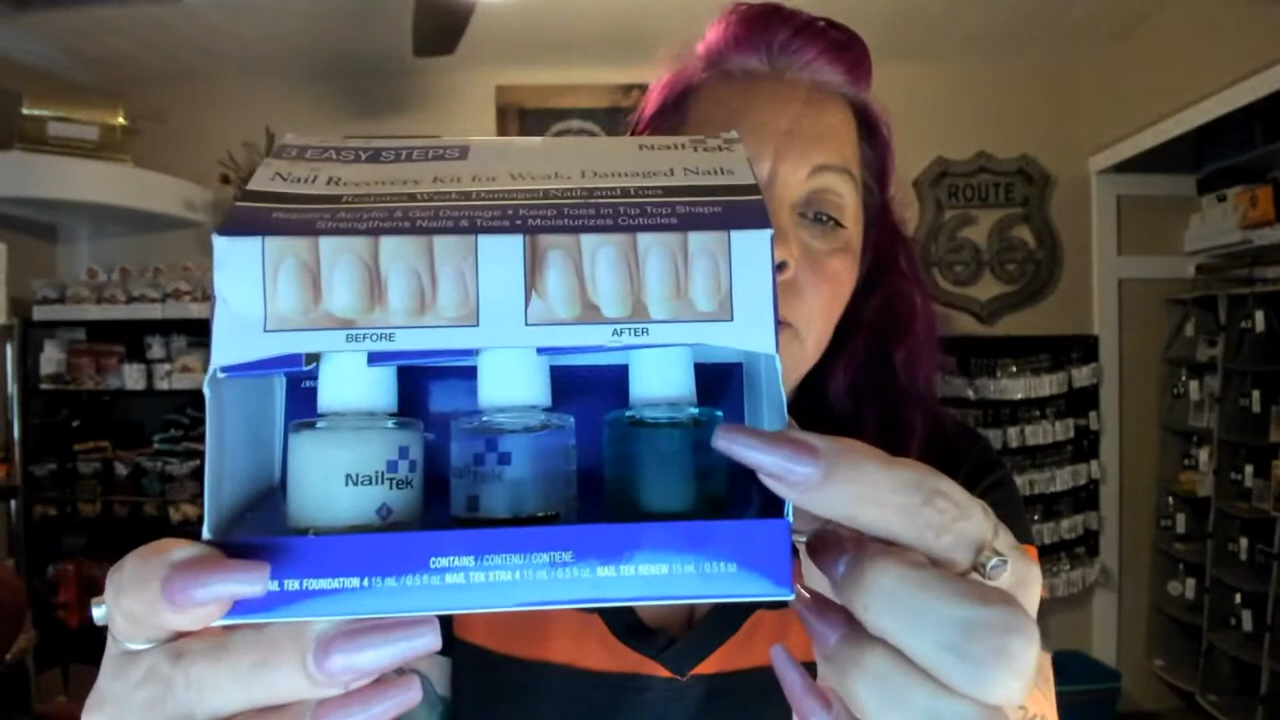 3 EASY STEPS
NailTek
Nail Recovery Kit for Weak, Damaged Nails
Restores Weak, Damaged Nails and Toes
Repairs Acrylic & Gel Damage • Keep Toes in Tip Top Shape
Strengthens Nails & Toes • Moisturizes Cuticles
BEFORE
AFTER
NailTek
4
ailTek
CONTAINS / CONTENU / CONTIENE:
AIL TEK FOUNDATION 4 15 mL / 0.5 fl oz. NAIL TEK XTRA 4 15 mL / 0.5 fl oz. NAIL TEK RENEW 15 mL / 0.5 fl oz
ROUTE
66